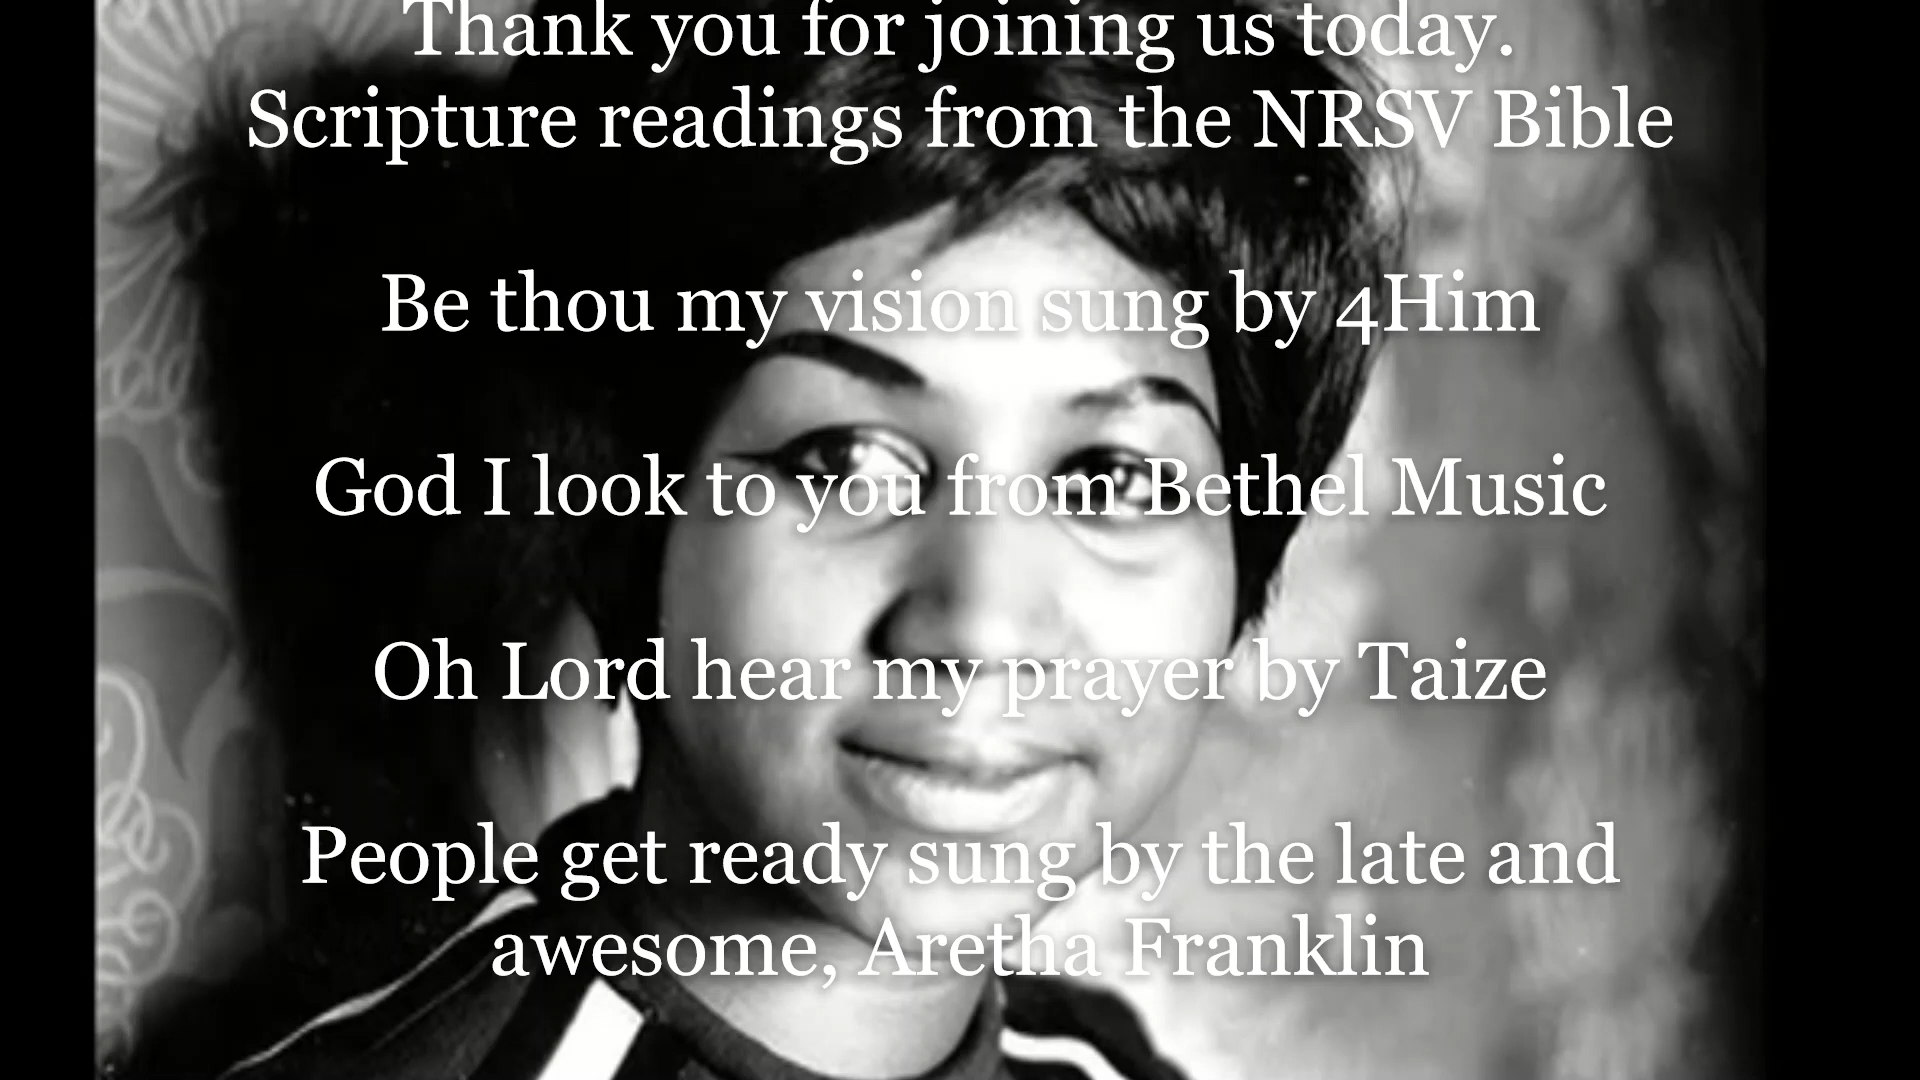 Thank you for joining us today.
Scripture readings from the NRSV Bible
Be thou my vision sung by 4Him
God I look to you from Bethel Music
Oh Lord hear my prayer by Taize
People get ready sung by the late and
awesome, Aretha Franklin